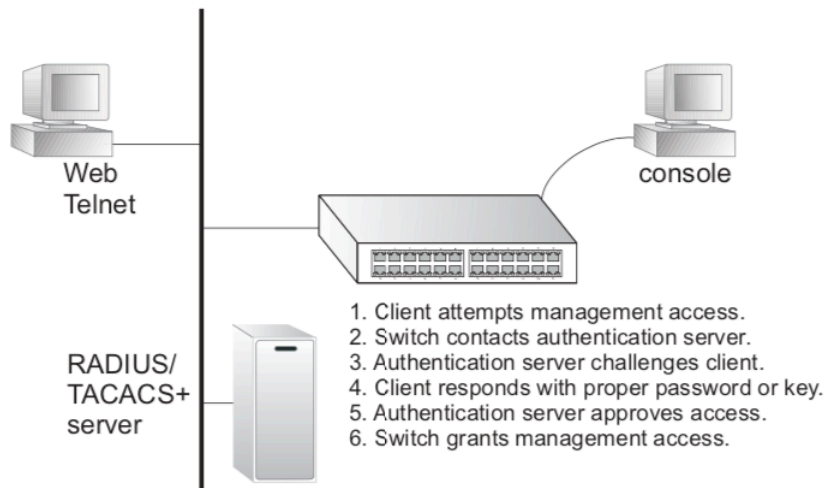 Web
Telnet
console
RADIUS/
TACACS+
server
1. Client attempts management access.
2. Switch contacts authentication server.
3. Authentication server challenges client.
4. Client responds with proper password or key.
5. Authentication server approves access.
6. Switch grants management access.